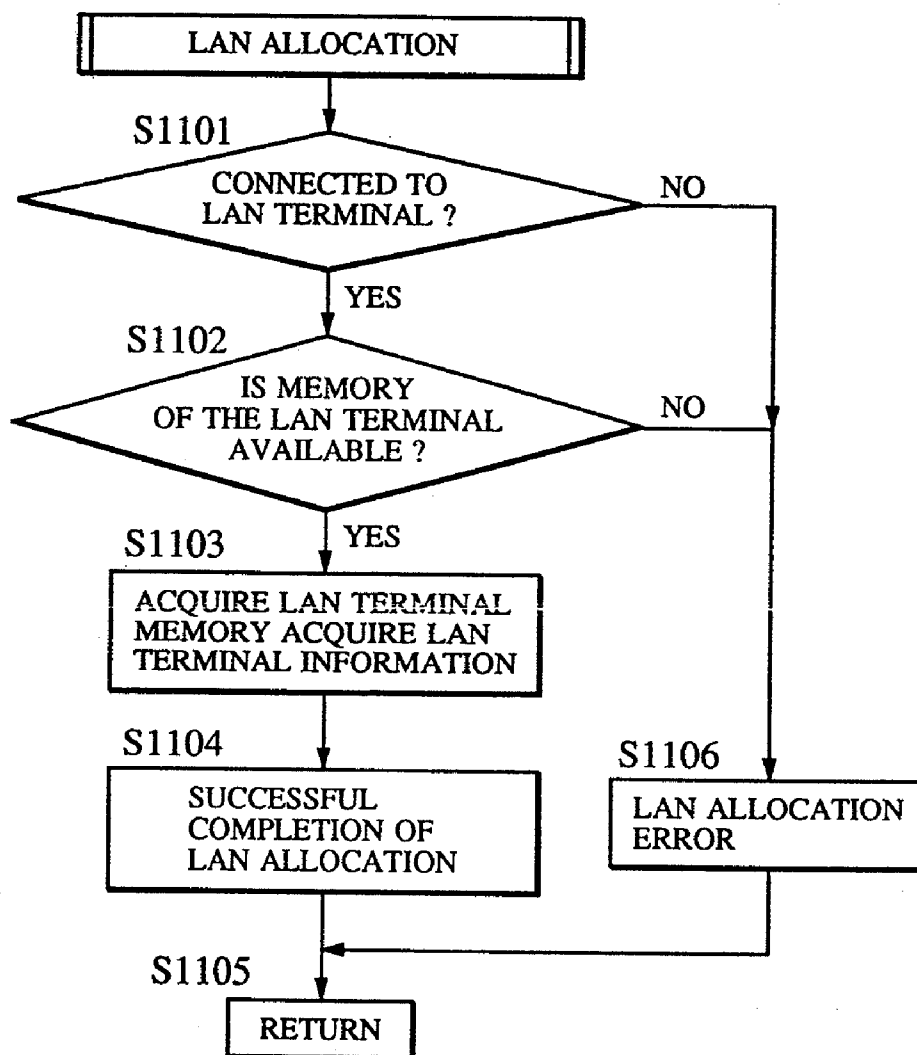 LAN ALLOCATION
S1101
CONNECTED TO
LAN TERMINAL ?
NO
YES
S1102
IS MEMORY
OF THE LAN TERMINAL
AVAILABLE ?
NO
YES
S1103
ACQUIRE LAN TERMINAL
MEMORY ACQUIRE LAN
TERMINAL INFORMATION
S1104
SUCCESSFUL
COMPLETION OF
LAN ALLOCATION
S1106
LAN ALLOCATION
ERROR
S1105
RETURN